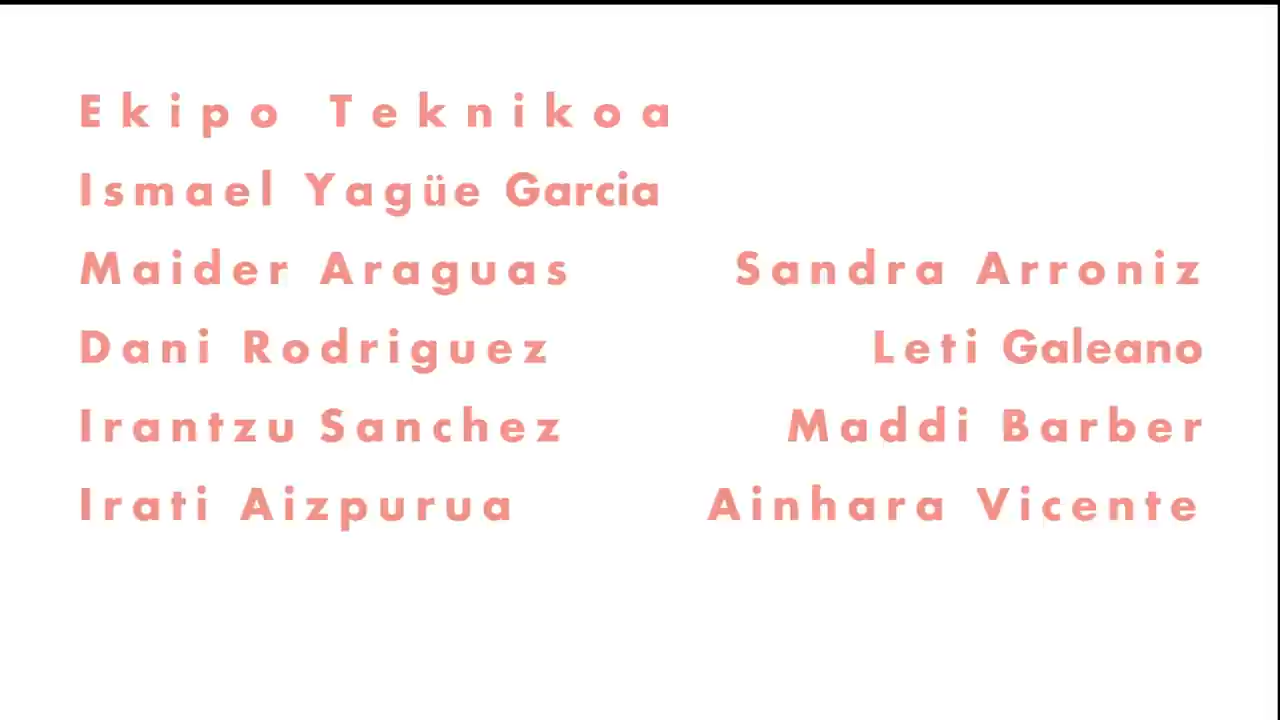 Ekipo Teknikoa
Ismael Yagüe Garcia
Maider Araguas Sandra Arroniz
Dani Rodriguez Leti Galeano
Irantzu Sanchez Maddi Barber
Irati Aizpurua Ainhara Vicente